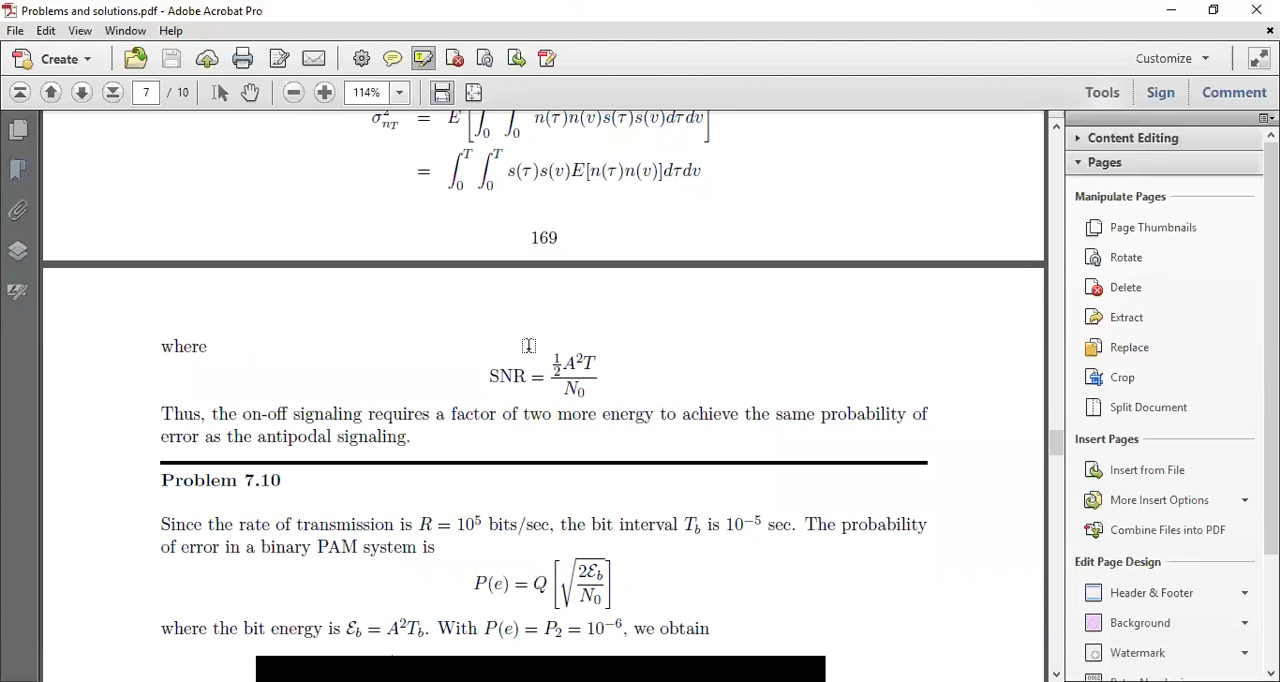 Problems and solutions.pdf - Adobe Acrobat Pro
File Edit View Window Help
Create
Customize
7 / 10
114%
Tools Sign Comment
= E [∫₀ ∫₀ n(τ)n(v)s(τ)s(v)dτdv]
= ∫₀ᵀ ∫₀ᵀ s(τ)s(v)E[n(τ)n(v)]dτdv
169
where
SNR = ½A²T / N₀
Thus, the on-off signaling requires a factor of two more energy to achieve the same probability of
error as the antipodal signaling.
Problem 7.10
Since the rate of transmission is R = 10⁵ bits/sec, the bit interval T_b is 10⁻⁵ sec. The probability
of error in a binary PAM system is
P(e) = Q [√(2ℰ_b / N₀)]
where the bit energy is ℰ_b = A²T_b. With P(e) = P₂ = 10⁻⁶, we obtain
Content Editing
Pages
Manipulate Pages
Page Thumbnails
Rotate
Delete
Extract
Replace
Crop
Split Document
Insert Pages
Insert from File
More Insert Options
Combine Files into PDF
Edit Page Design
Header & Footer
Background
Watermark